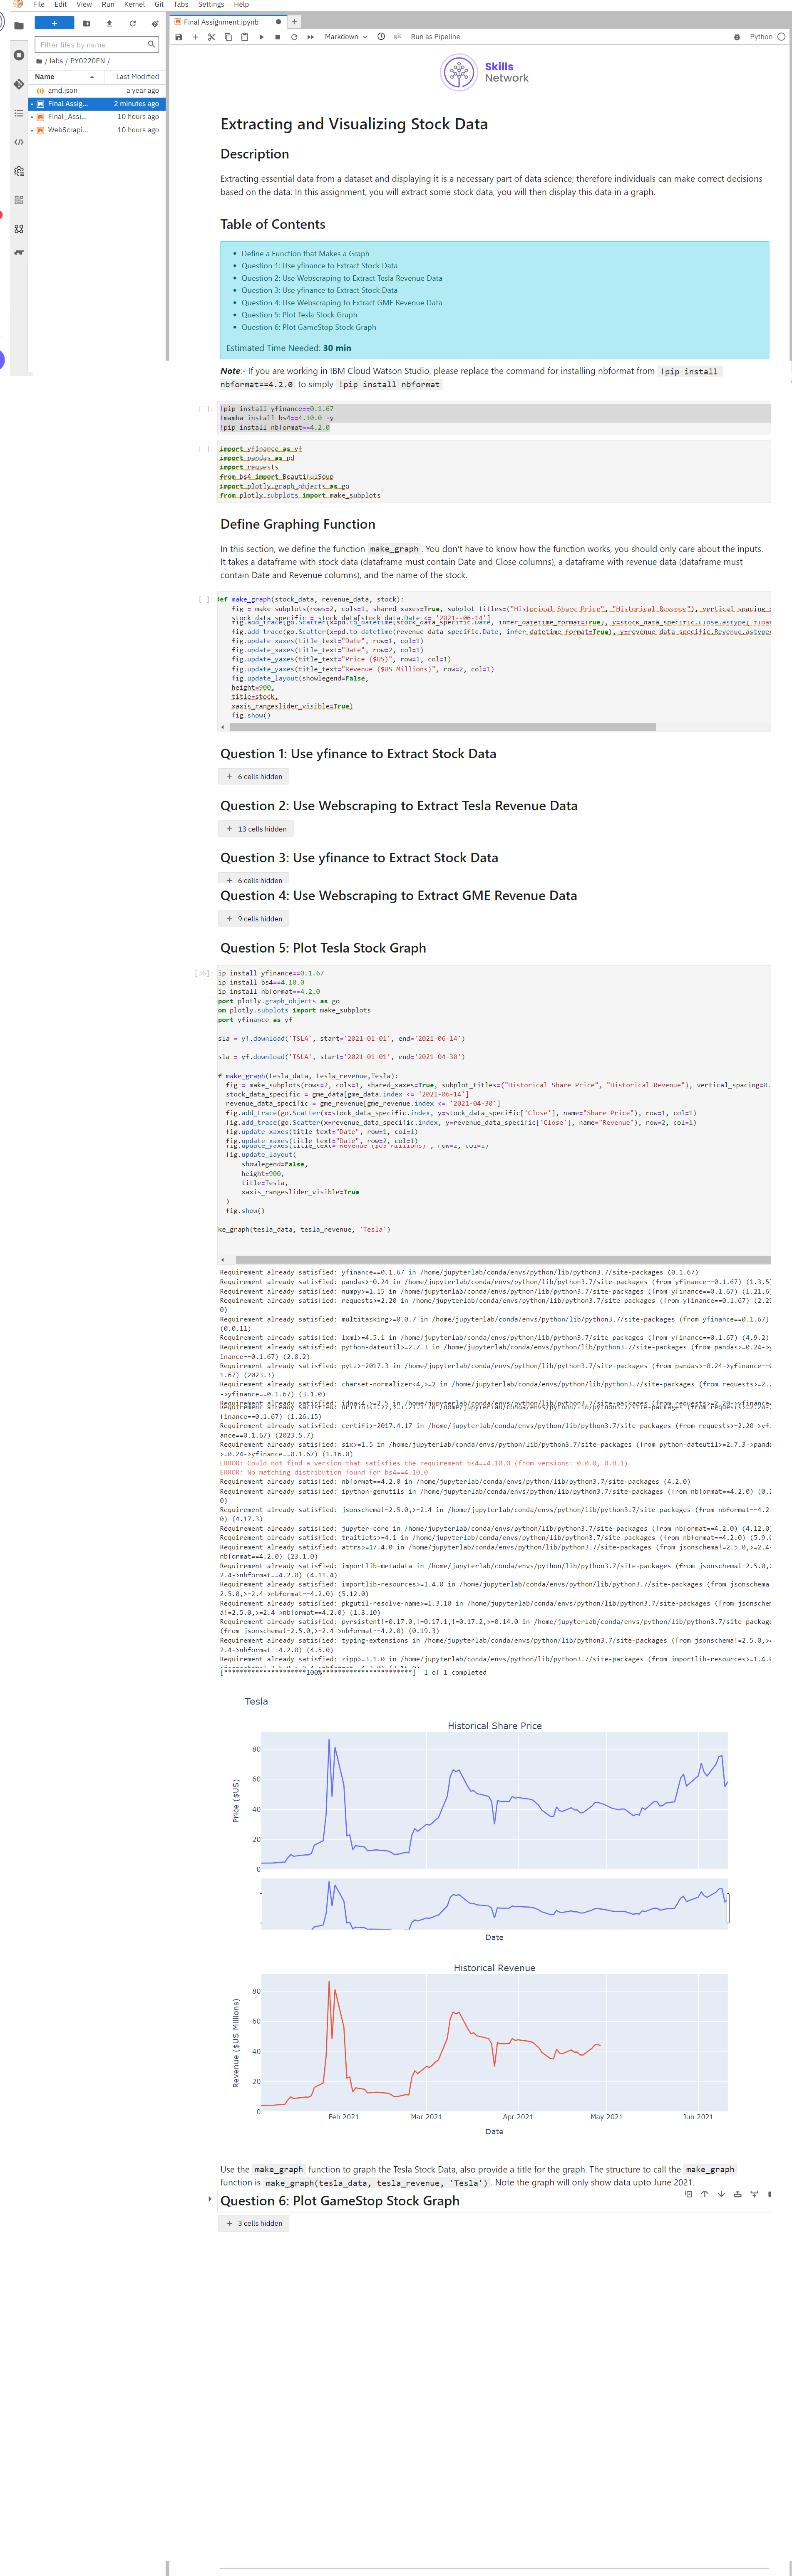 File Edit View Run Kernel Git Tabs Settings Help
Filter files by name
/ labs / PY0220EN /
Name Last Modified
amd.json a year ago
Final Assig... 2 minutes ago
Final_Assi... 10 hours ago
WebScrapi... 10 hours ago
Final Assignment.ipynb
Markdown Run as Pipeline Python
Skills
Network
Extracting and Visualizing Stock Data
Description
Extracting essential data from a dataset and displaying it is a necessary part of data science; therefore individuals can make correct decisions
based on the data. In this assignment, you will extract some stock data, you will then display this data in a graph.
Table of Contents
• Define a Function that Makes a Graph
• Question 1: Use yfinance to Extract Stock Data
• Question 2: Use Webscraping to Extract Tesla Revenue Data
• Question 3: Use yfinance to Extract Stock Data
• Question 4: Use Webscraping to Extract GME Revenue Data
• Question 5: Plot Tesla Stock Graph
• Question 6: Plot GameStop Stock Graph
Estimated Time Needed: 30 min
Note:- If you are working in IBM Cloud Watson Studio, please replace the command for installing nbformat from !pip install
nbformat==4.2.0 to simply !pip install nbformat
[ ]: !pip install yfinance==0.1.67
!mamba install bs4==4.10.0 -y
!pip install nbformat==4.2.0
[ ]: import yfinance as yf
import pandas as pd
import requests
from bs4 import BeautifulSoup
import plotly.graph_objects as go
from plotly.subplots import make_subplots
Define Graphing Function
In this section, we define the function make_graph. You don't have to know how the function works, you should only care about the inputs.
It takes a dataframe with stock data (dataframe must contain Date and Close columns), a dataframe with revenue data (dataframe must
contain Date and Revenue columns), and the name of the stock.
[ ]: def make_graph(stock_data, revenue_data, stock):
fig = make_subplots(rows=2, cols=1, shared_xaxes=True, subplot_titles=("Historical Share Price", "Historical Revenue"), vertical_spacing =
stock_data_specific = stock_data[stock_data.Date <= '2021--06-14']
fig.add_trace(go.Scatter(x=pd.to_datetime(stock_data_specific.Date, infer_datetime_format=True), y=stock_data_specific.Close.astype("float
fig.add_trace(go.Scatter(x=pd.to_datetime(revenue_data_specific.Date, infer_datetime_format=True), y=revenue_data_specific.Revenue.astype(
fig.update_xaxes(title_text="Date", row=1, col=1)
fig.update_xaxes(title_text="Date", row=2, col=1)
fig.update_yaxes(title_text="Price ($US)", row=1, col=1)
fig.update_yaxes(title_text="Revenue ($US Millions)", row=2, col=1)
fig.update_layout(showlegend=False,
height=900,
title=stock,
xaxis_rangeslider_visible=True)
fig.show()
Question 1: Use yfinance to Extract Stock Data
+ 6 cells hidden
Question 2: Use Webscraping to Extract Tesla Revenue Data
+ 13 cells hidden
Question 3: Use yfinance to Extract Stock Data
+ 6 cells hidden
Question 4: Use Webscraping to Extract GME Revenue Data
+ 9 cells hidden
Question 5: Plot Tesla Stock Graph
[36]: ip install yfinance==0.1.67
ip install bs4==4.10.0
ip install nbformat==4.2.0
port plotly.graph_objects as go
om plotly.subplots import make_subplots
port yfinance as yf
sla = yf.download('TSLA', start='2021-01-01', end='2021-06-14')
sla = yf.download('TSLA', start='2021-01-01', end='2021-04-30')
f make_graph(tesla_data, tesla_revenue,Tesla):
fig = make_subplots(rows=2, cols=1, shared_xaxes=True, subplot_titles=("Historical Share Price", "Historical Revenue"), vertical_spacing=0.
stock_data_specific = gme_data[gme_data.index <= '2021-06-14']
revenue_data_specific = gme_revenue[gme_revenue.index <= '2021-04-30']
fig.add_trace(go.Scatter(x=stock_data_specific.index, y=stock_data_specific['Close'], name="Share Price"), row=1, col=1)
fig.add_trace(go.Scatter(x=revenue_data_specific.index, y=revenue_data_specific['Close'], name="Revenue"), row=2, col=1)
fig.update_xaxes(title_text="Date", row=1, col=1)
fig.update_xaxes(title_text="Date", row=2, col=1)
fig.update_yaxes(title_text="Revenue ($US Millions)", row=2, col=1)
fig.update_layout(
showlegend=False,
height=900,
title=Tesla,
xaxis_rangeslider_visible=True
)
fig.show()
ke_graph(tesla_data, tesla_revenue, 'Tesla')
Requirement already satisfied: yfinance==0.1.67 in /home/jupyterlab/conda/envs/python/lib/python3.7/site-packages (0.1.67)
Requirement already satisfied: pandas>=0.24 in /home/jupyterlab/conda/envs/python/lib/python3.7/site-packages (from yfinance==0.1.67) (1.3.5)
Requirement already satisfied: numpy>=1.15 in /home/jupyterlab/conda/envs/python/lib/python3.7/site-packages (from yfinance==0.1.67) (1.21.6)
Requirement already satisfied: requests>=2.20 in /home/jupyterlab/conda/envs/python/lib/python3.7/site-packages (from yfinance==0.1.67) (2.29
0)
Requirement already satisfied: multitasking>=0.0.7 in /home/jupyterlab/conda/envs/python/lib/python3.7/site-packages (from yfinance==0.1.67)
(0.0.11)
Requirement already satisfied: lxml>=4.5.1 in /home/jupyterlab/conda/envs/python/lib/python3.7/site-packages (from yfinance==0.1.67) (4.9.2)
Requirement already satisfied: python-dateutil>=2.7.3 in /home/jupyterlab/conda/envs/python/lib/python3.7/site-packages (from pandas>=0.24->y
inance==0.1.67) (2.8.2)
Requirement already satisfied: pytz>=2017.3 in /home/jupyterlab/conda/envs/python/lib/python3.7/site-packages (from pandas>=0.24->yfinance==0
1.67) (2023.3)
Requirement already satisfied: charset-normalizer<4,>=2 in /home/jupyterlab/conda/envs/python/lib/python3.7/site-packages (from requests>=2.2
->yfinance==0.1.67) (3.1.0)
Requirement already satisfied: idna<4,>=2.5 in /home/jupyterlab/conda/envs/python/lib/python3.7/site-packages (from requests>=2.20->yfinance=
finance==0.1.67) (1.26.15)
Requirement already satisfied: certifi>=2017.4.17 in /home/jupyterlab/conda/envs/python/lib/python3.7/site-packages (from requests>=2.20->yfi
ance==0.1.67) (2023.5.7)
Requirement already satisfied: six>=1.5 in /home/jupyterlab/conda/envs/python/lib/python3.7/site-packages (from python-dateutil>=2.7.3->panda
>=0.24->yfinance==0.1.67) (1.16.0)
ERROR: Could not find a version that satisfies the requirement bs4==4.10.0 (from versions: 0.0.0, 0.0.1)
ERROR: No matching distribution found for bs4==4.10.0
Requirement already satisfied: nbformat==4.2.0 in /home/jupyterlab/conda/envs/python/lib/python3.7/site-packages (4.2.0)
Requirement already satisfied: ipython-genutils in /home/jupyterlab/conda/envs/python/lib/python3.7/site-packages (from nbformat==4.2.0) (0.2
0)
Requirement already satisfied: jsonschema!=2.5.0,>=2.4 in /home/jupyterlab/conda/envs/python/lib/python3.7/site-packages (from nbformat==4.2.
0) (4.17.3)
Requirement already satisfied: jupyter-core in /home/jupyterlab/conda/envs/python/lib/python3.7/site-packages (from nbformat==4.2.0) (4.12.0)
Requirement already satisfied: traitlets>=4.1 in /home/jupyterlab/conda/envs/python/lib/python3.7/site-packages (from nbformat==4.2.0) (5.9.0
Requirement already satisfied: attrs>=17.4.0 in /home/jupyterlab/conda/envs/python/lib/python3.7/site-packages (from jsonschema!=2.5.0,>=2.4-
nbformat==4.2.0) (23.1.0)
Requirement already satisfied: importlib-metadata in /home/jupyterlab/conda/envs/python/lib/python3.7/site-packages (from jsonschema!=2.5.0,>
2.4->nbformat==4.2.0) (4.11.4)
Requirement already satisfied: importlib-resources>=1.4.0 in /home/jupyterlab/conda/envs/python/lib/python3.7/site-packages (from jsonschema!
2.5.0,>=2.4->nbformat==4.2.0) (5.12.0)
Requirement already satisfied: pkgutil-resolve-name>=1.3.10 in /home/jupyterlab/conda/envs/python/lib/python3.7/site-packages (from jsonschem
a!=2.5.0,>=2.4->nbformat==4.2.0) (1.3.10)
Requirement already satisfied: pyrsistent!=0.17.0,!=0.17.1,!=0.17.2,>=0.14.0 in /home/jupyterlab/conda/envs/python/lib/python3.7/site-package
(from jsonschema!=2.5.0,>=2.4->nbformat==4.2.0) (0.19.3)
Requirement already satisfied: typing-extensions in /home/jupyterlab/conda/envs/python/lib/python3.7/site-packages (from jsonschema!=2.5.0,>=
2.4->nbformat==4.2.0) (4.5.0)
Requirement already satisfied: zipp>=3.1.0 in /home/jupyterlab/conda/envs/python/lib/python3.7/site-packages (from importlib-resources>=1.4.0
[*********************100%***********************] 1 of 1 completed
Tesla
Historical Share Price
Price ($US)
80
60
40
20
0
Date
Historical Revenue
Revenue ($US Millions)
80
60
40
20
0
Feb 2021 Mar 2021 Apr 2021 May 2021 Jun 2021
Date
Use the make_graph function to graph the Tesla Stock Data, also provide a title for the graph. The structure to call the make_graph
function is make_graph(tesla_data, tesla_revenue, 'Tesla'). Note the graph will only show data upto June 2021.
Question 6: Plot GameStop Stock Graph
+ 3 cells hidden